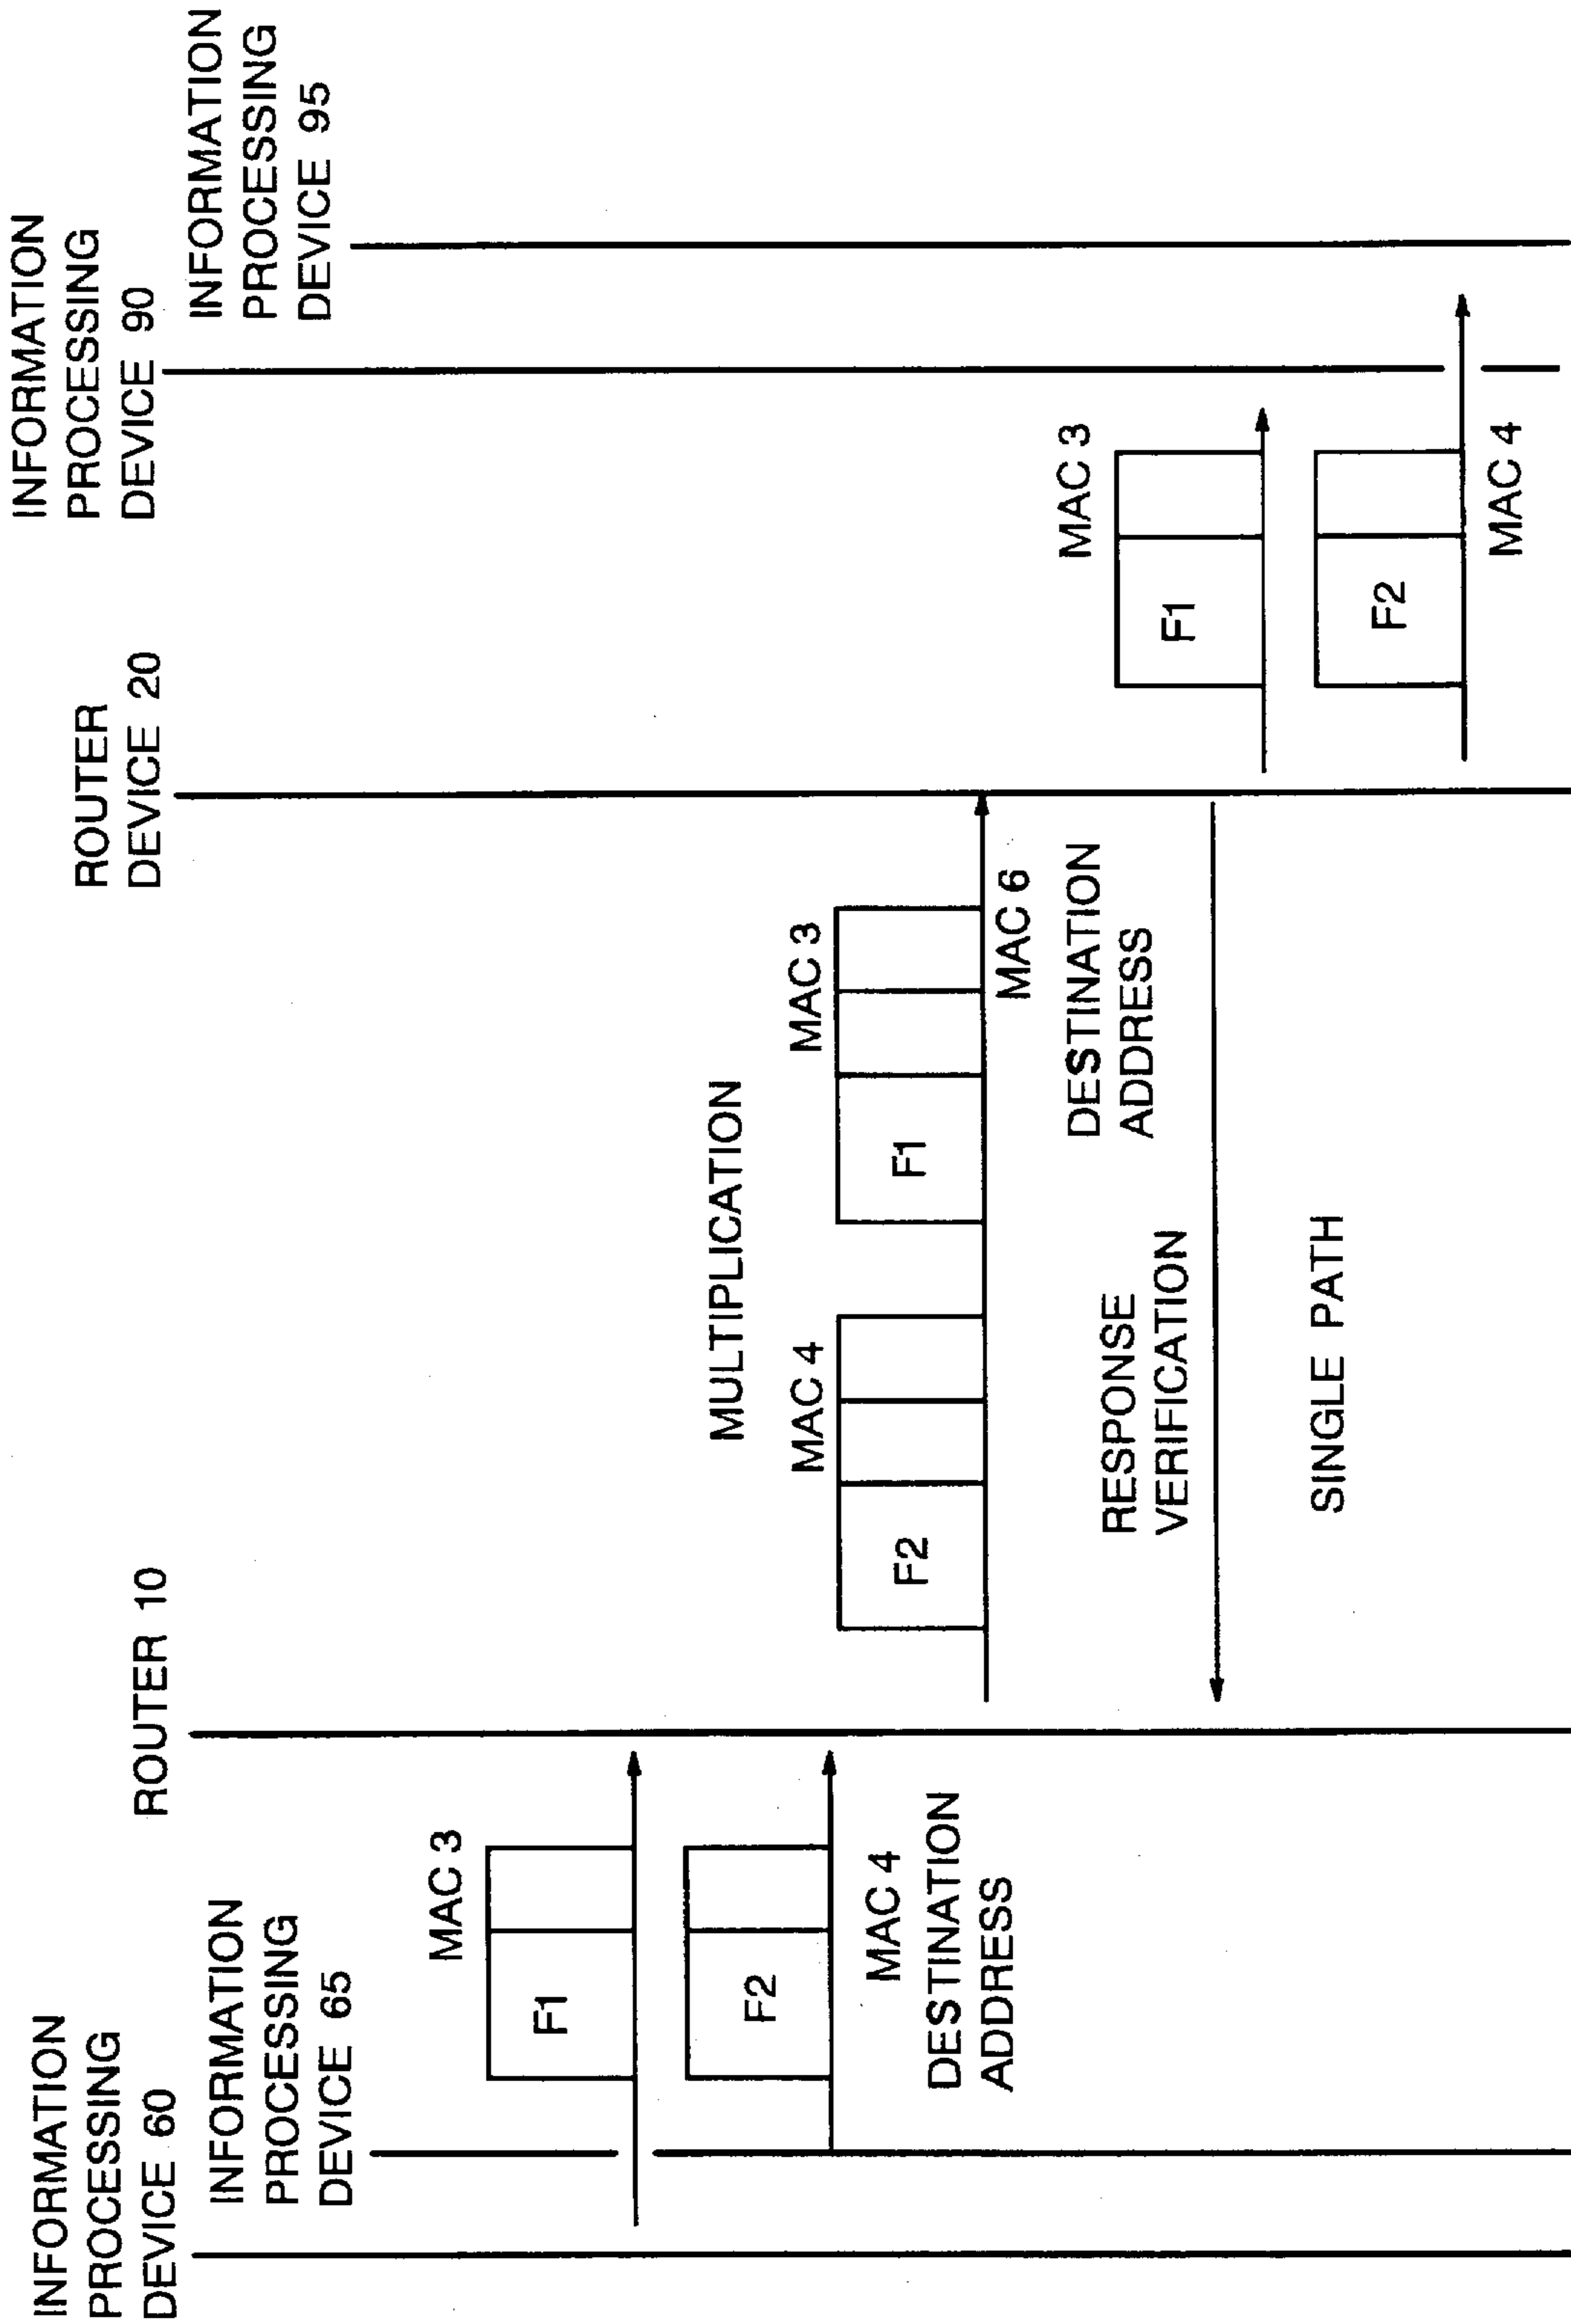 INFORMATION
PROCESSING
DEVICE 60
INFORMATION
PROCESSING
DEVICE 65
ROUTER 10
ROUTER
DEVICE 20
INFORMATION
PROCESSING
DEVICE 90
INFORMATION
PROCESSING
DEVICE 95
MAC 3
F1
F2
MAC 4
DESTINATION
ADDRESS
MULTIPLICATION
MAC 4
MAC 3
F2
F1
MAC 6
DESTINATION
ADDRESS
RESPONSE
VERIFICATION
SINGLE PATH
MAC 3
F1
F2
MAC 4